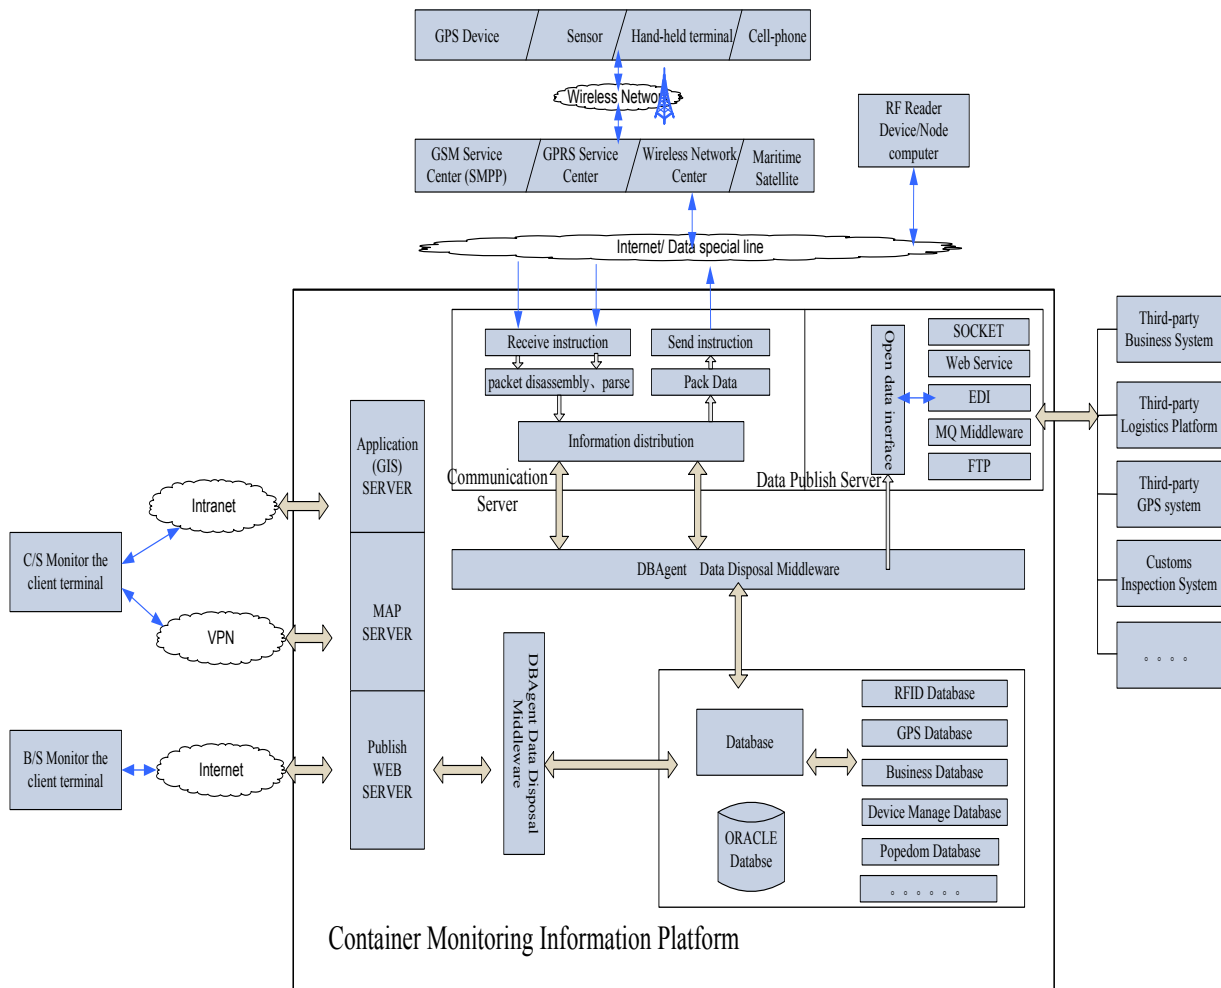 GPS Device
Sensor
Hand-held terminal
Cell-phone
Wireless Network
RF Reader
Device/Node
computer
GSM Service
Center (SMPP)
GPRS Service
Center
Wireless Network
Center
Maritime
Satellite
Internet/ Data special line
Receive instruction
Send instruction
packet disassembly、parse
Pack Data
Information distribution
Communication
Server
Open data inerface
SOCKET
Web Service
EDI
MQ Middleware
FTP
Data Publish Server
Third-party
Business System
Third-party
Logistics Platform
Third-party
GPS system
Customs
Inspection System
。。。。
Application
(GIS)
SERVER
Intranet
C/S Monitor the
client terminal
VPN
MAP
SERVER
DBAgent Data Disposal Middleware
B/S Monitor the
client terminal
Internet
Publish
WEB
SERVER
DBAgent Data Disposal
Middleware
Database
ORACLE
Databse
RFID Database
GPS Database
Business Database
Device Manage Database
Popedom Database
。。。。。。
Container Monitoring Information Platform